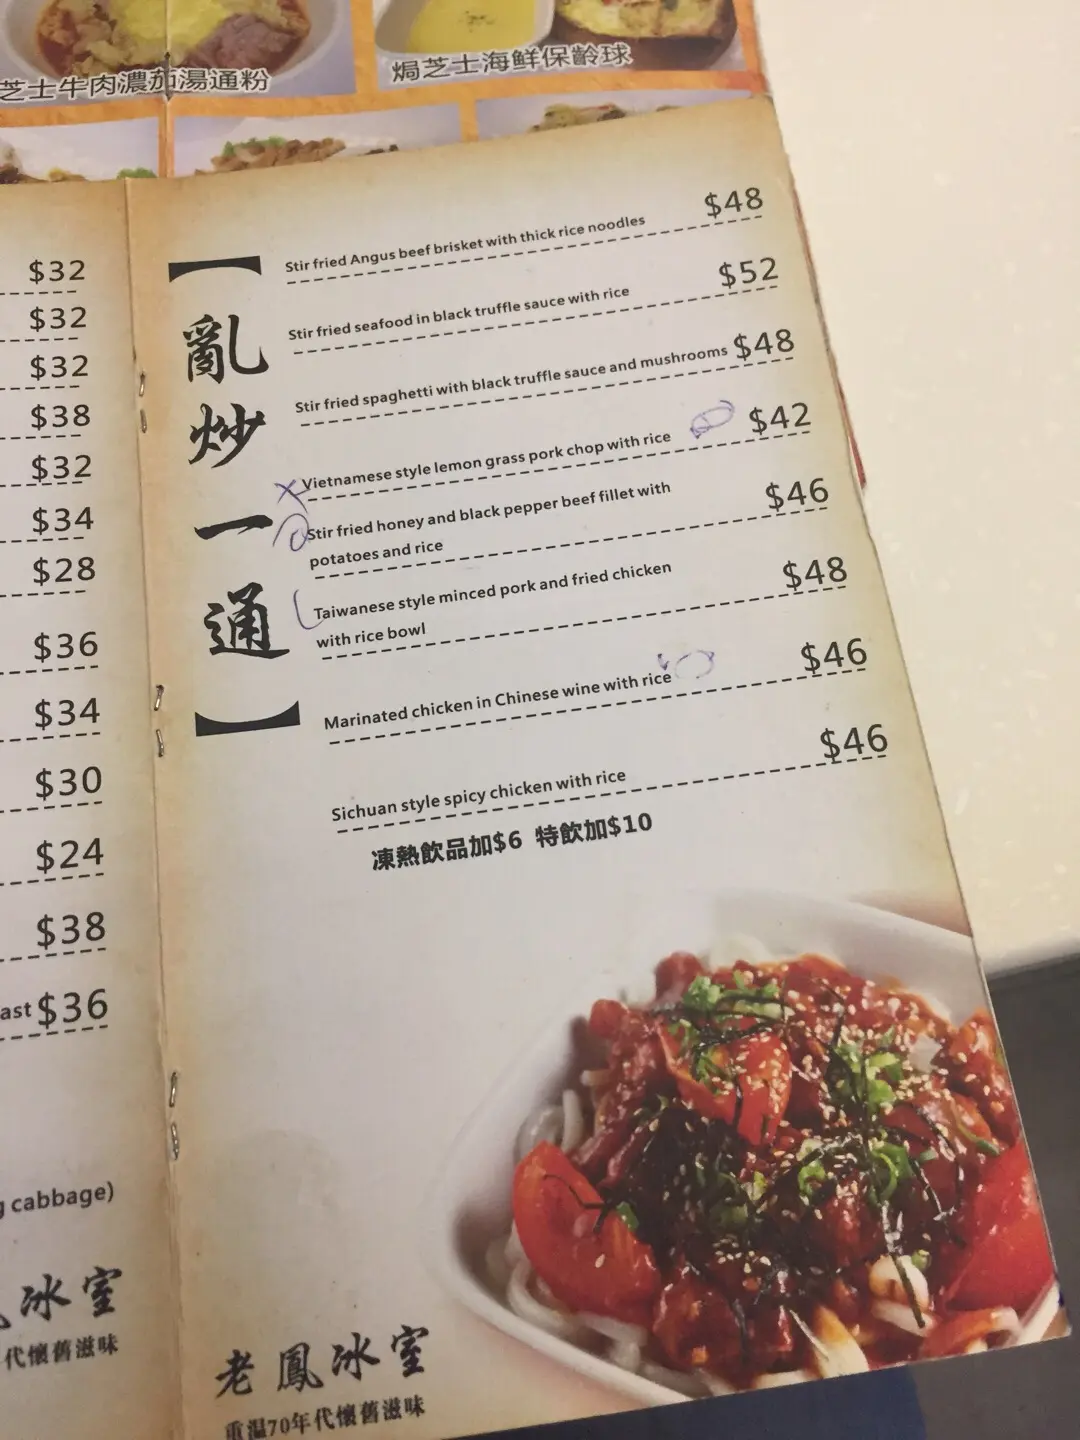 芝士牛肉濃茄湯通粉
焗芝士海鮮保齡球
$32
$32
$32
$38
$32
$34
$28
$36
$34
$30
$24
$38
$36
cabbage)
冰室
代懷舊滋味
亂炒一通
Stir fried Angus beef brisket with thick rice noodles $48
Stir fried seafood in black truffle sauce with rice $52
Stir fried spaghetti with black truffle sauce and mushrooms $48
Vietnamese style lemon grass pork chop with rice $42
Stir fried honey and black pepper beef fillet with $46
potatoes and rice
Taiwanese style minced pork and fried chicken $48
with rice bowl
Marinated chicken in Chinese wine with rice $46
Sichuan style spicy chicken with rice $46
凍熱飲品加$6 特飲加$10
老鳳冰室
重温70年代懷舊滋味